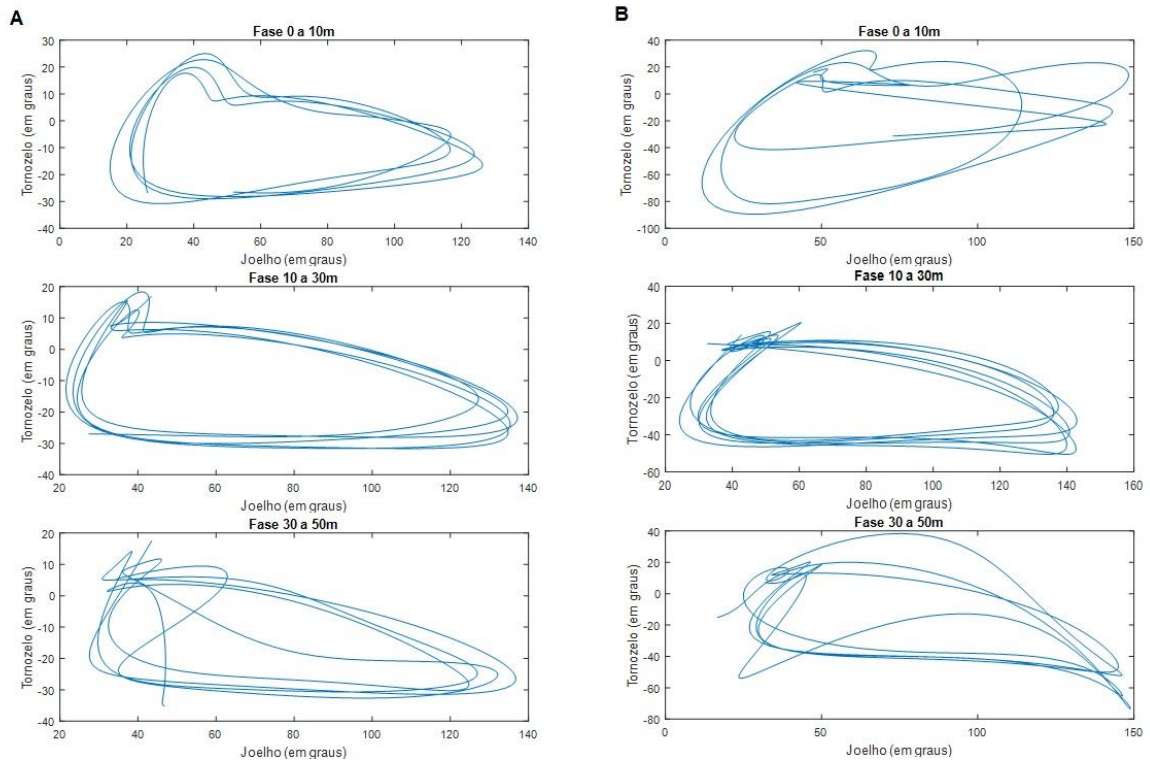 A
Fase 0 a 10m
30
20
10
0
-10
-20
-30
-40
Tornozelo (em graus)
0 20 40 60 80 100 120 140
Joelho (em graus)
Fase 10 a 30m
20
10
0
-10
-20
-30
-40
Tornozelo (em graus)
20 40 60 80 100 120 140
Joelho (em graus)
Fase 30 a 50m
20
10
0
-10
-20
-30
-40
Tornozelo (em graus)
20 40 60 80 100 120 140
Joelho (em graus)
B
Fase 0 a 10m
40
20
0
-20
-40
-60
-80
-100
Tornozelo (em graus)
0 50 100 150
Joelho (em graus)
Fase 10 a 30m
40
20
0
-20
-40
-60
Tornozelo (em graus)
20 40 60 80 100 120 140 160
Joelho (em graus)
Fase 30 a 50m
40
20
0
-20
-40
-60
-80
Tornozelo (em graus)
0 50 100 150
Joelho (em graus)